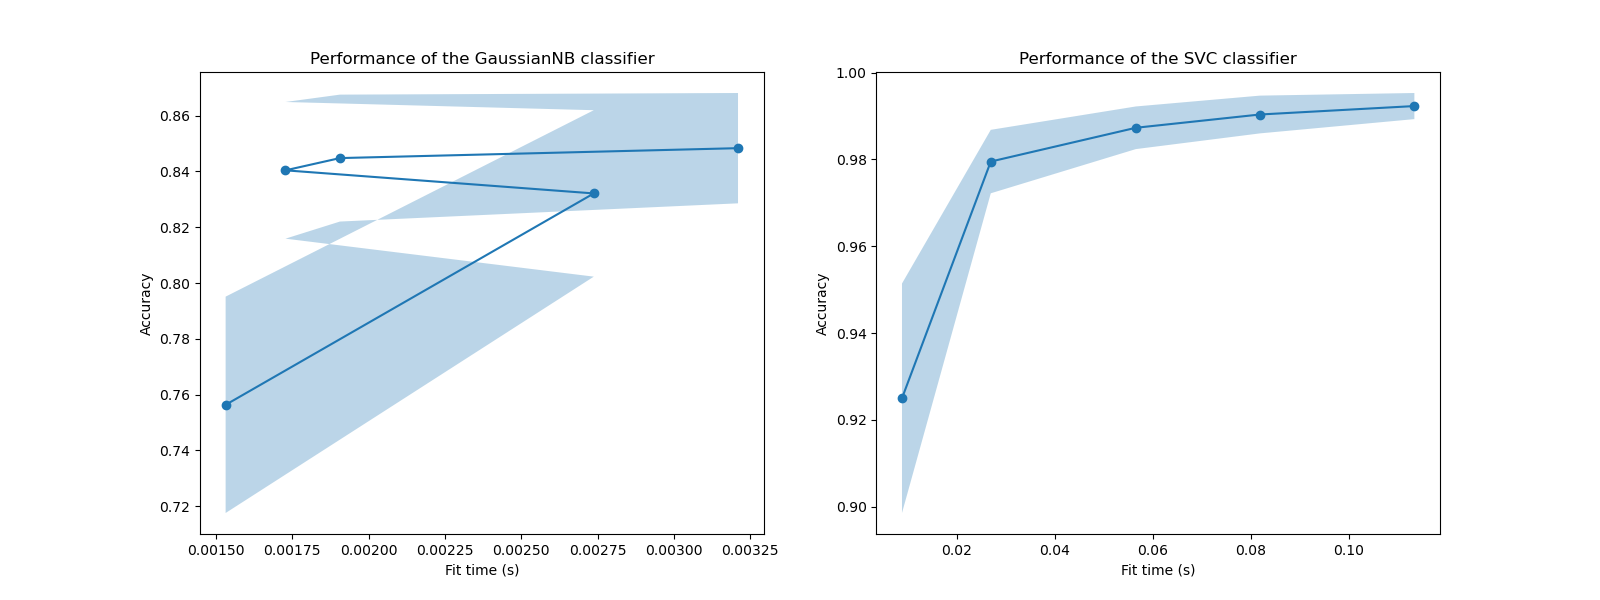 Performance of the GaussianNB classifier
Accuracy
0.86
0.84
0.82
0.80
0.78
0.76
0.74
0.72
0.00150 0.00175 0.00200 0.00225 0.00250 0.00275 0.00300 0.00325
Fit time (s)
Performance of the SVC classifier
Accuracy
1.00
0.98
0.96
0.94
0.92
0.90
0.02 0.04 0.06 0.08 0.10
Fit time (s)